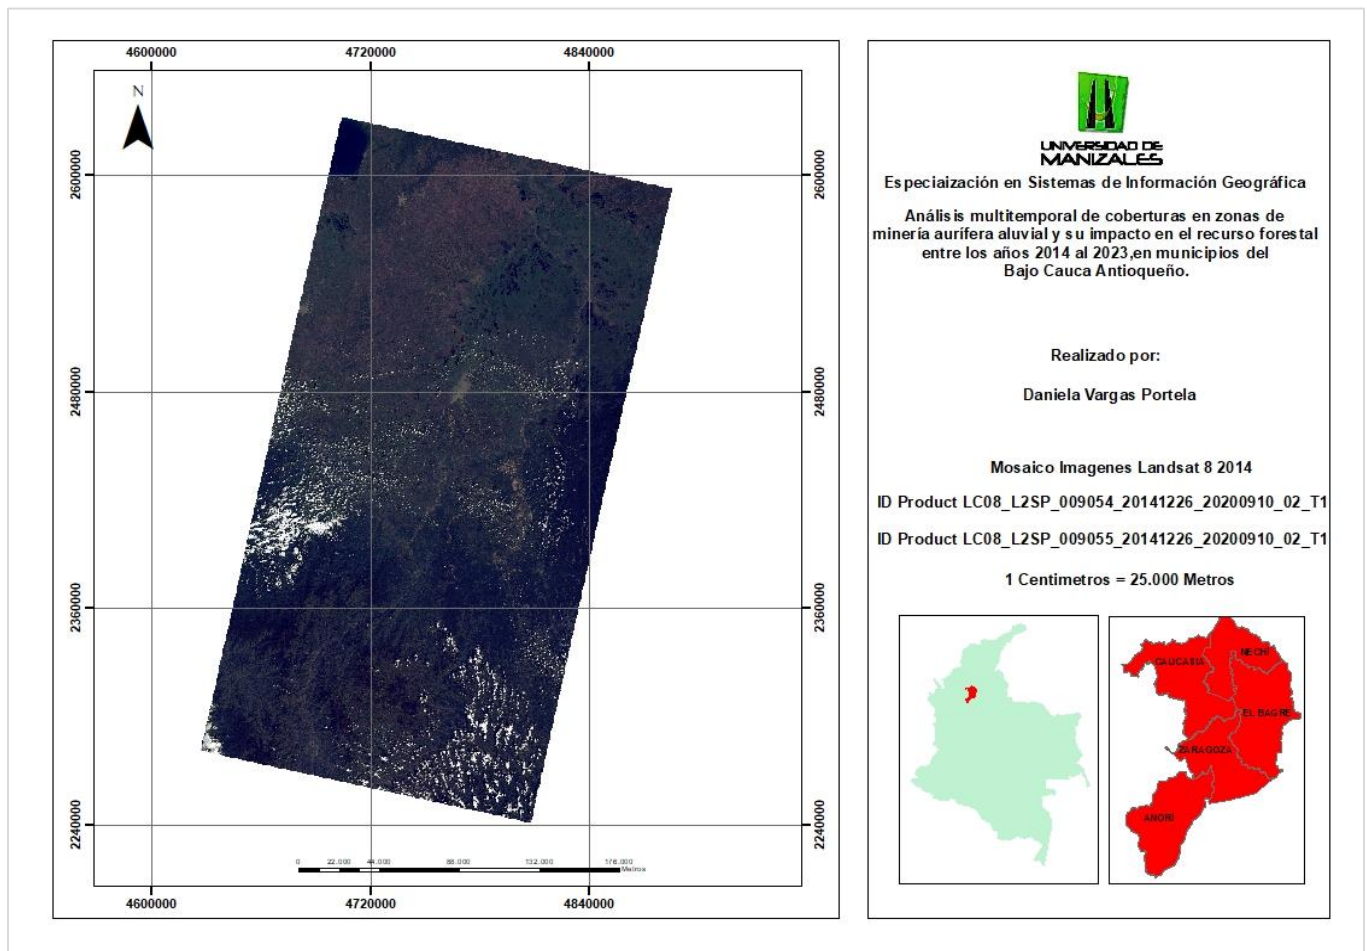 4600000 4720000 4840000
N
2600000 2600000
2480000 2480000
2360000 2360000
2240000 2240000
0 22.000 44.000 88.000 132.000 176.000
Metros
4600000 4720000 4840000
UNIVERSIDAD DE
MANIZALES
Especiaización en Sistemas de Información Geográfica
Análisis multitemporal de coberturas en zonas de
minería aurífera aluvial y su impacto en el recurso forestal
entre los años 2014 al 2023,en municipios del
Bajo Cauca Antioqueño.
Realizado por:
Daniela Vargas Portela
Mosaico Imagenes Landsat 8 2014
ID Product LC08_L2SP_009054_20141226_20200910_02_T1
ID Product LC08_L2SP_009055_20141226_20200910_02_T1
1 Centimetros = 25.000 Metros
CAUCASIA
NECHÍ
EL BAGRE
ZARAGOZA
ANORÍ